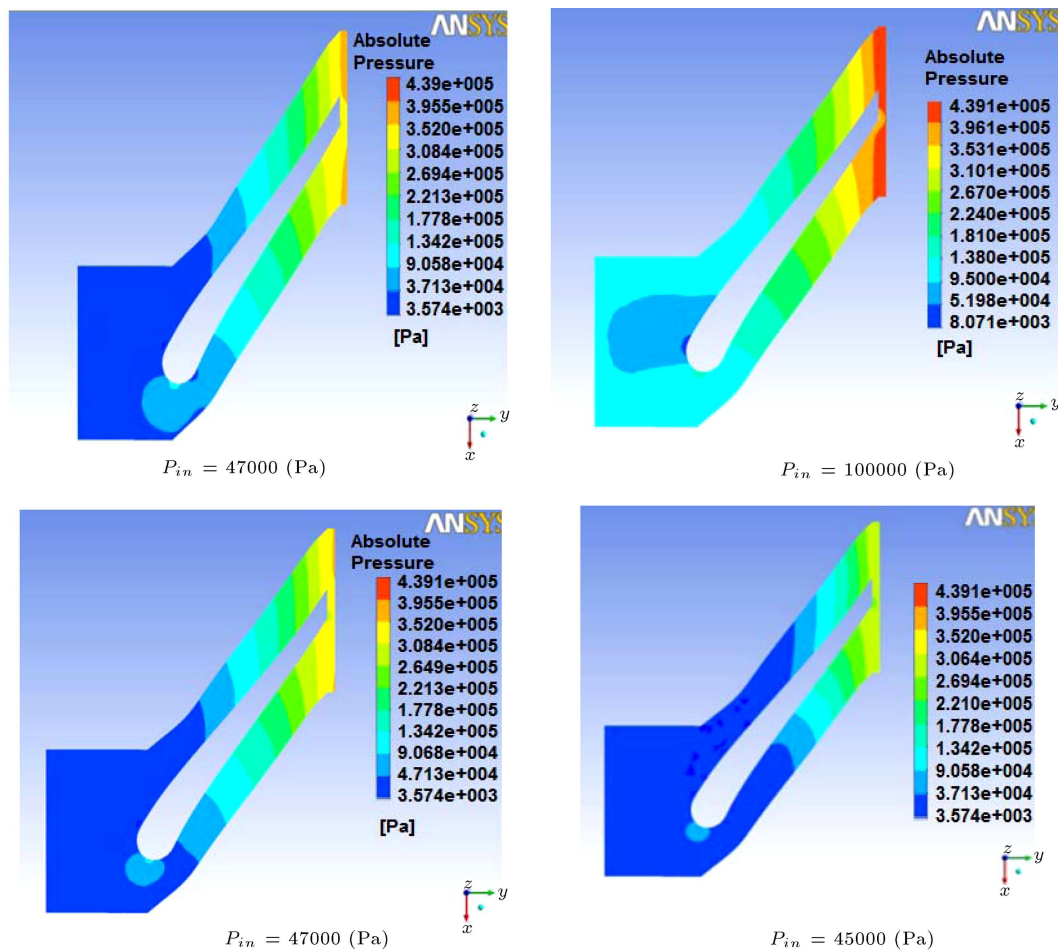 ANSYS
Absolute
Pressure
4.39e+005
3.955e+005
3.520e+005
3.084e+005
2.694e+005
2.213e+005
1.778e+005
1.342e+005
9.058e+004
3.713e+004
3.574e+003
[Pa]
z
y
x
P_in = 47000 (Pa)
ANSYS
Absolute
Pressure
4.391e+005
3.961e+005
3.531e+005
3.101e+005
2.670e+005
2.240e+005
1.810e+005
1.380e+005
9.500e+004
5.198e+004
8.071e+003
[Pa]
z
y
x
P_in = 100000 (Pa)
ANSYS
Absolute
Pressure
4.391e+005
3.955e+005
3.520e+005
3.084e+005
2.649e+005
2.213e+005
1.778e+005
1.342e+005
9.068e+004
4.713e+004
3.574e+003
[Pa]
z
y
x
P_in = 47000 (Pa)
ANSYS
4.391e+005
3.955e+005
3.520e+005
3.064e+005
2.694e+005
2.210e+005
1.778e+005
1.342e+005
9.058e+004
3.713e+004
3.574e+003
z
y
x
P_in = 45000 (Pa)